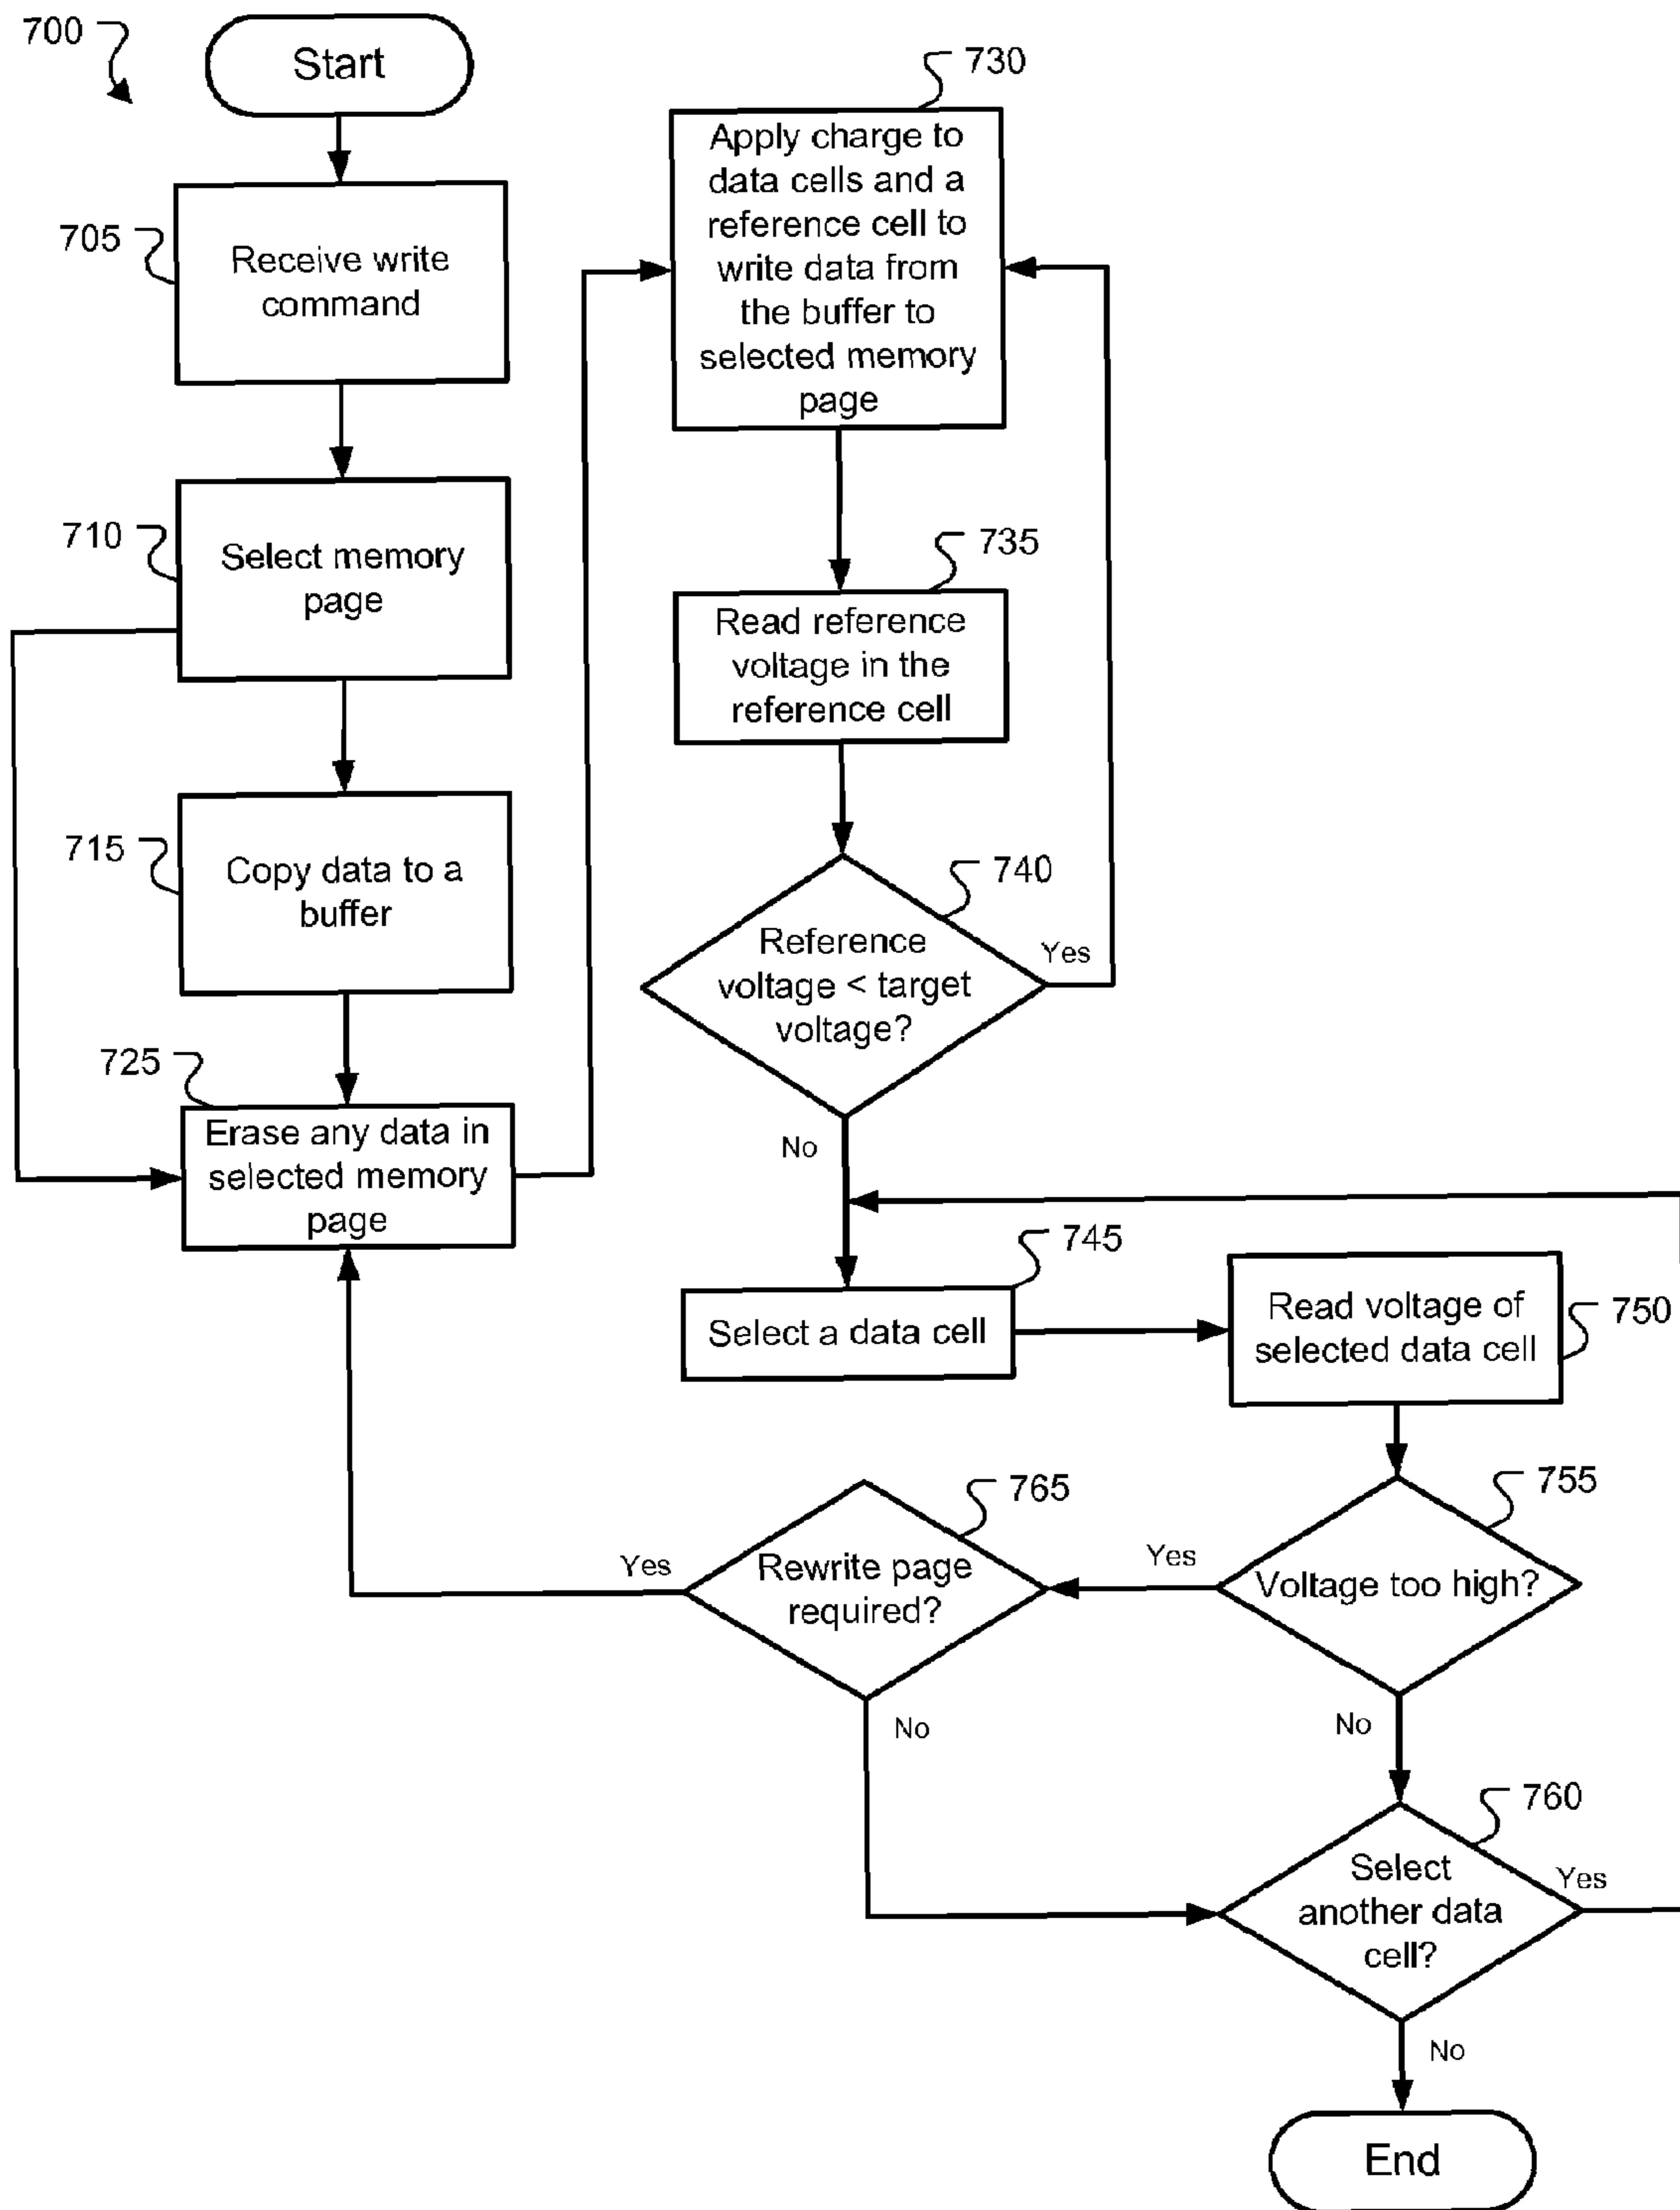 700
Start
705
Receive write
command
710
Select memory
page
715
Copy data to a
buffer
725
Erase any data in
selected memory
page
730
Apply charge to
data cells and a
reference cell to
write data from
the buffer to
selected memory
page
735
Read reference
voltage in the
reference cell
740
Reference
voltage < target
voltage?
Yes
No
745
Select a data cell
750
Read voltage of
selected data cell
755
Voltage too high?
Yes
No
765
Rewrite page
required?
Yes
No
760
Select
another data
cell?
Yes
No
End